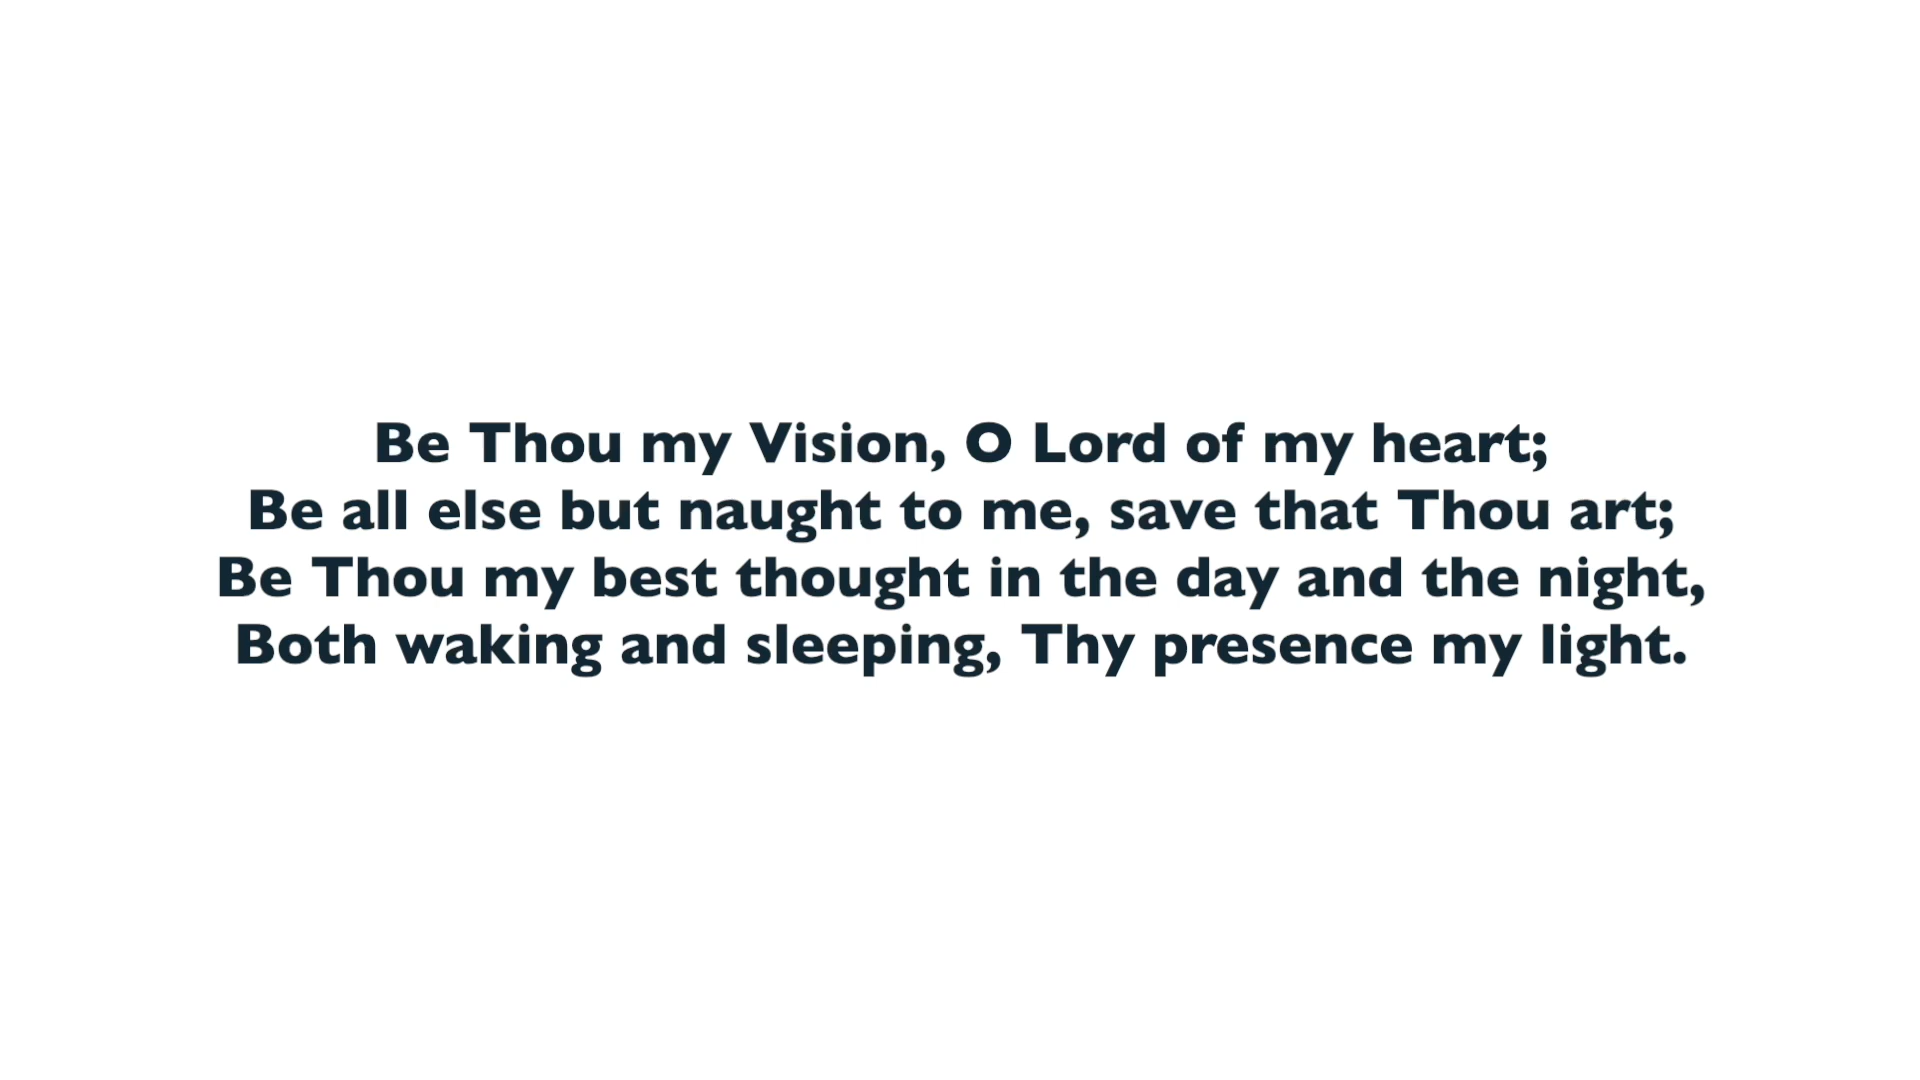 Be Thou my Vision, O Lord of my heart;
Be all else but naught to me, save that Thou art;
Be Thou my best thought in the day and the night,
Both waking and sleeping, Thy presence my light.